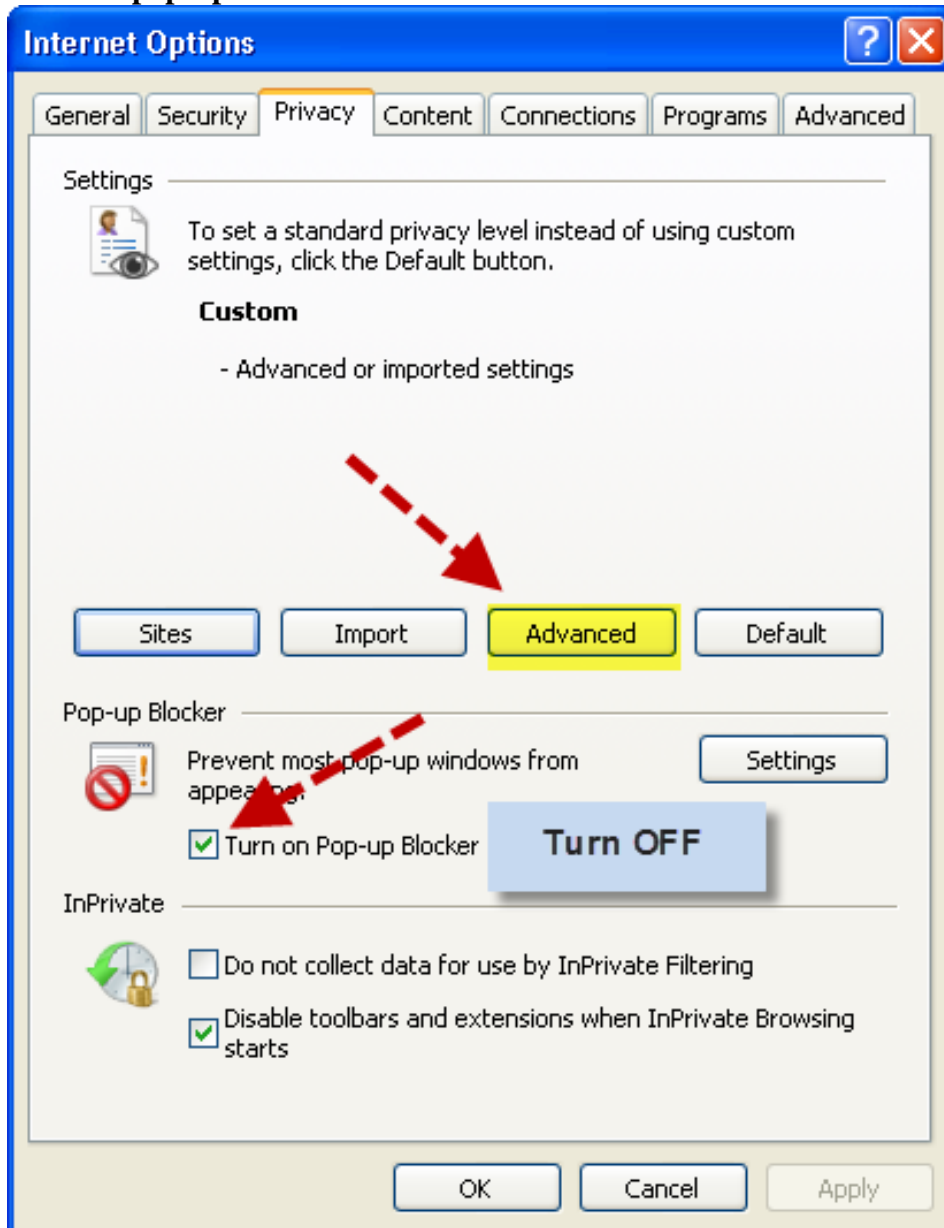 Internet Options
General Security Privacy Content Connections Programs Advanced
Settings
To set a standard privacy level instead of using custom
settings, click the Default button.
Custom
- Advanced or imported settings
Sites Import Advanced Default
Pop-up Blocker
Prevent most pop-up windows from
appearing.
Settings
Turn on Pop-up Blocker
Turn OFF
InPrivate
Do not collect data for use by InPrivate Filtering
Disable toolbars and extensions when InPrivate Browsing
starts
OK Cancel Apply